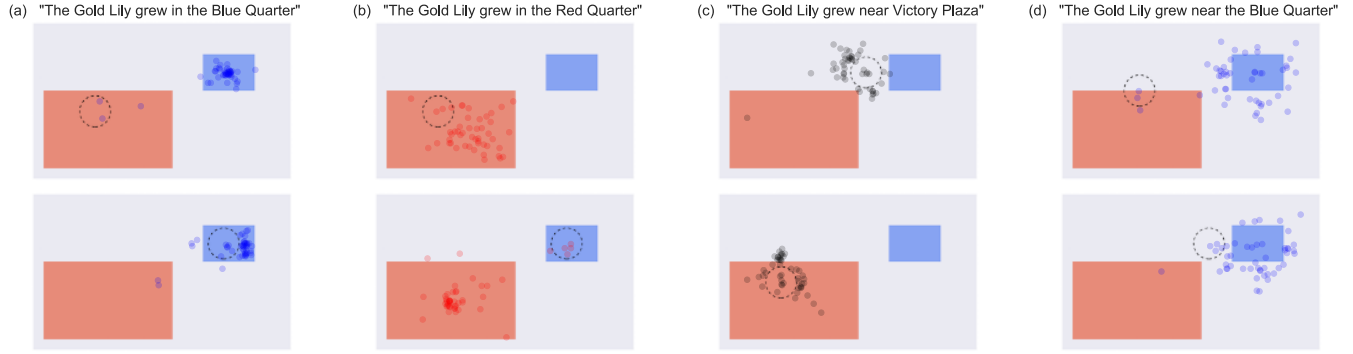 (a) "The Gold Lily grew in the Blue Quarter"
(b) "The Gold Lily grew in the Red Quarter"
(c) "The Gold Lily grew near Victory Plaza"
(d) "The Gold Lily grew near the Blue Quarter"